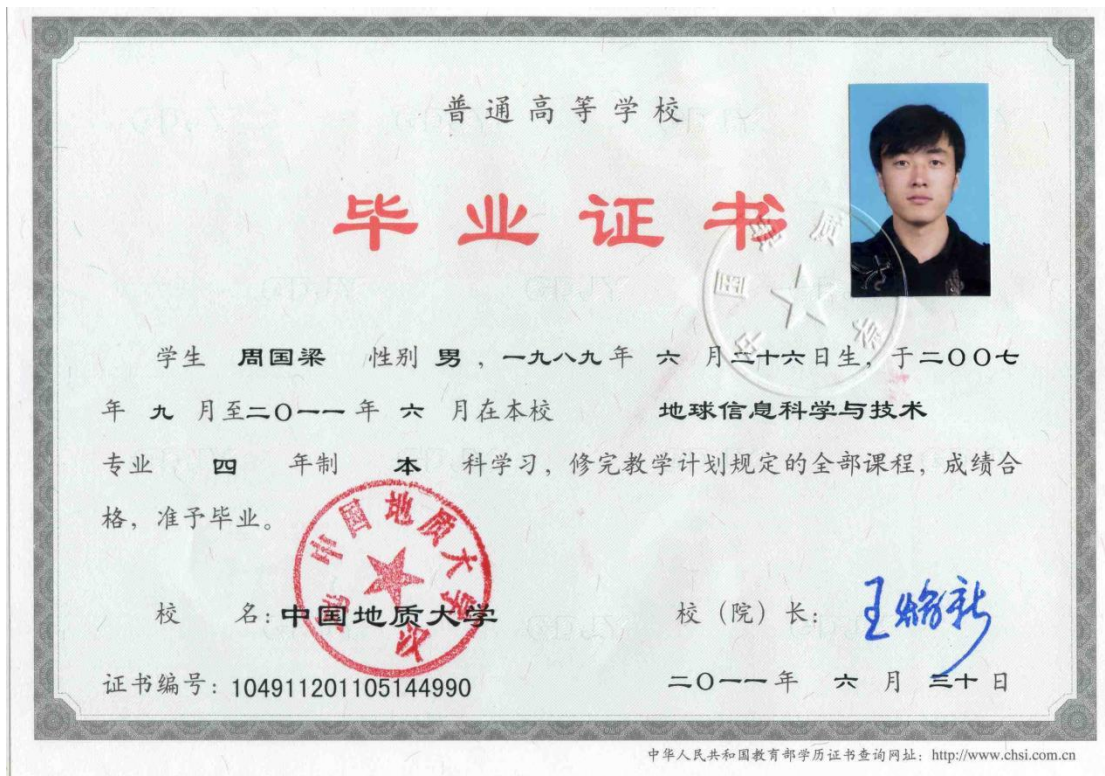 普通高等学校
毕业证书
学生 周国梁 性别 男，一九八九年 六 月二十六日生，于二〇〇七
年 九 月至二〇一一 年 六 月在本校 地球信息科学与技术
专业 四 年制 本 科学习，修完教学计划规定的全部课程，成绩合
格，准予毕业。
中国地质大学
校 名：中国地质大学 校（院）长：
证书编号：104911201105144990 二〇一一 年 六 月 三十 日
中华人民共和国教育部学历证书查询网址：http://www.chsi.com.cn